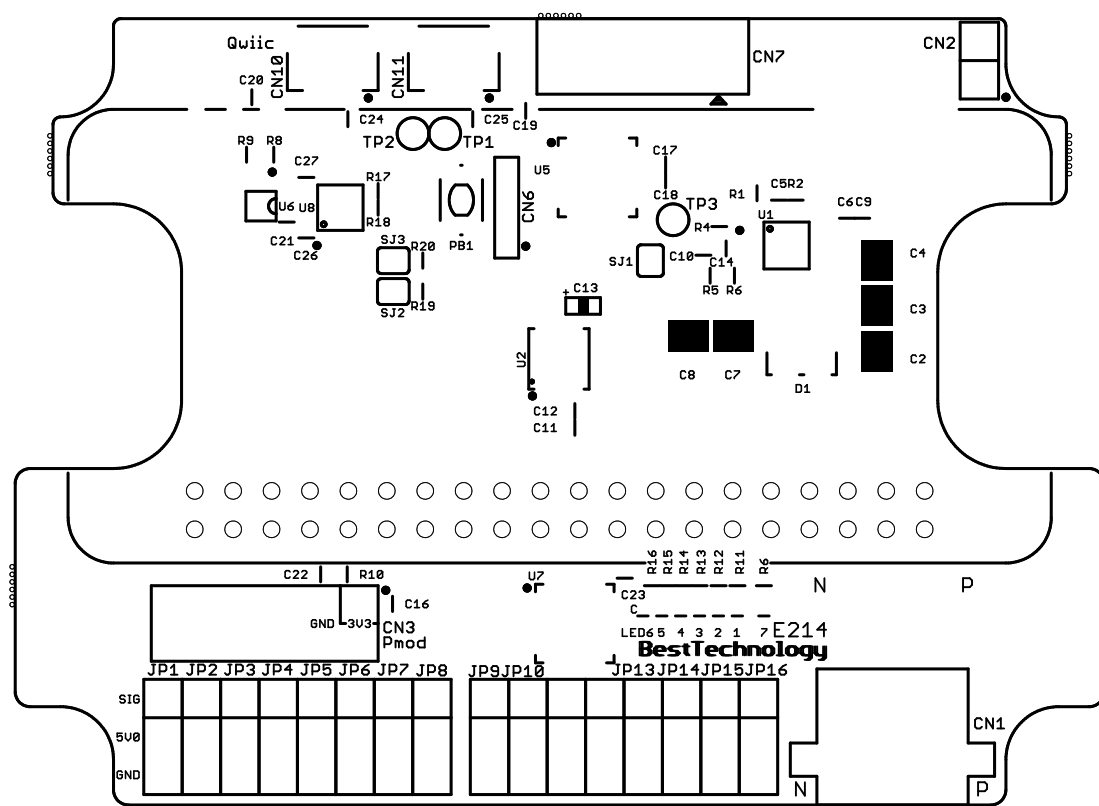 Qwiic
CN10
CN11
CN7
CN2
C20
C24
C25
C19
TP2
TP1
R9
R8
C27
R17
U5
C17
C18
R1
C5R2
U6
U8
R18
CN6
TP3
U1
C6C9
C21
C26
SJ3
R20
PB1
R4
SJ1
C10
C14
C4
R5
R6
SJ2
R19
+
C13
C3
U2
C8
C7
D1
C2
C12
C11
C22
R10
U7
R16
R15
R14
R13
R12
R11
R6
N
P
C16
C23
C
GND
3V3
CN3
Pmod
LED6 5 4 3 2 1 7
E214
BestTechnology
JP1 JP2 JP3 JP4 JP5 JP6 JP7 JP8
JP9JP10
JP13JP14JP15JP16
SIG
5V0
GND
CN1
N
P